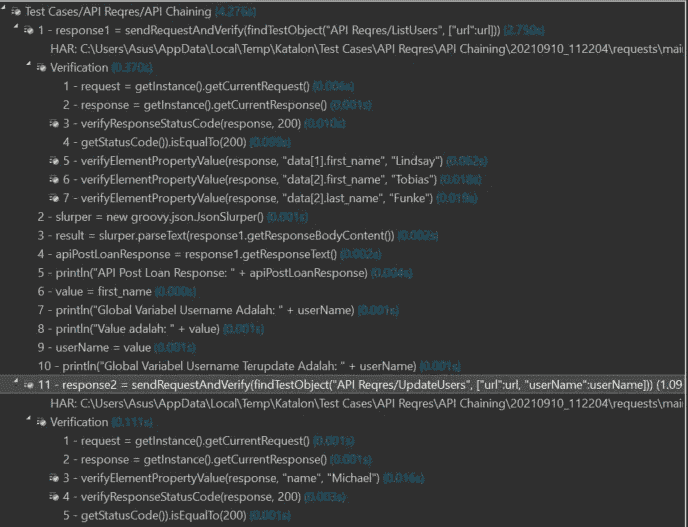 Test Cases/API Reqres/API Chaining (4.276s)
1 - response1 = sendRequestAndVerify(findTestObject("API Reqres/ListUsers", ["url":url])) (2.750s)
HAR: C:\Users\Asus\AppData\Local\Temp\Katalon\Test Cases\API Reqres\API Chaining\20210910_112204\requests\mai
Verification (0.370s)
1 - request = getInstance().getCurrentRequest() (0.006s)
2 - response = getInstance().getCurrentResponse() (0.001s)
3 - verifyResponseStatusCode(response, 200) (0.010s)
4 - getStatusCode()).isEqualTo(200) (0.099s)
5 - verifyElementPropertyValue(response, "data[1].first_name", "Lindsay") (0.062s)
6 - verifyElementPropertyValue(response, "data[2].first_name", "Tobias") (0.018s)
7 - verifyElementPropertyValue(response, "data[2].last_name", "Funke") (0.019s)
2 - slurper = new groovy.json.JsonSlurper() (0.001s)
3 - result = slurper.parseText(response1.getResponseBodyContent()) (0.002s)
4 - apiPostLoanResponse = response1.getResponseText() (0.002s)
5 - println("API Post Loan Response: " + apiPostLoanResponse) (0.004s)
6 - value = first_name (0.000s)
7 - println("Global Variabel Username Adalah: " + userName) (0.001s)
8 - println("Value adalah: " + value) (0.001s)
9 - userName = value (0.001s)
10 - println("Global Variabel Username Terupdate Adalah: " + userName) (0.001s)
11 - response2 = sendRequestAndVerify(findTestObject("API Reqres/UpdateUsers", ["url":url, "userName":userName])) (1.09
HAR: C:\Users\Asus\AppData\Local\Temp\Katalon\Test Cases\API Reqres\API Chaining\20210910_112204\requests\mai
Verification (0.111s)
1 - request = getInstance().getCurrentRequest() (0.001s)
2 - response = getInstance().getCurrentResponse() (0.001s)
3 - verifyElementPropertyValue(response, "name", "Michael") (0.016s)
4 - verifyResponseStatusCode(response, 200) (0.003s)
5 - getStatusCode()).isEqualTo(200) (0.001s)